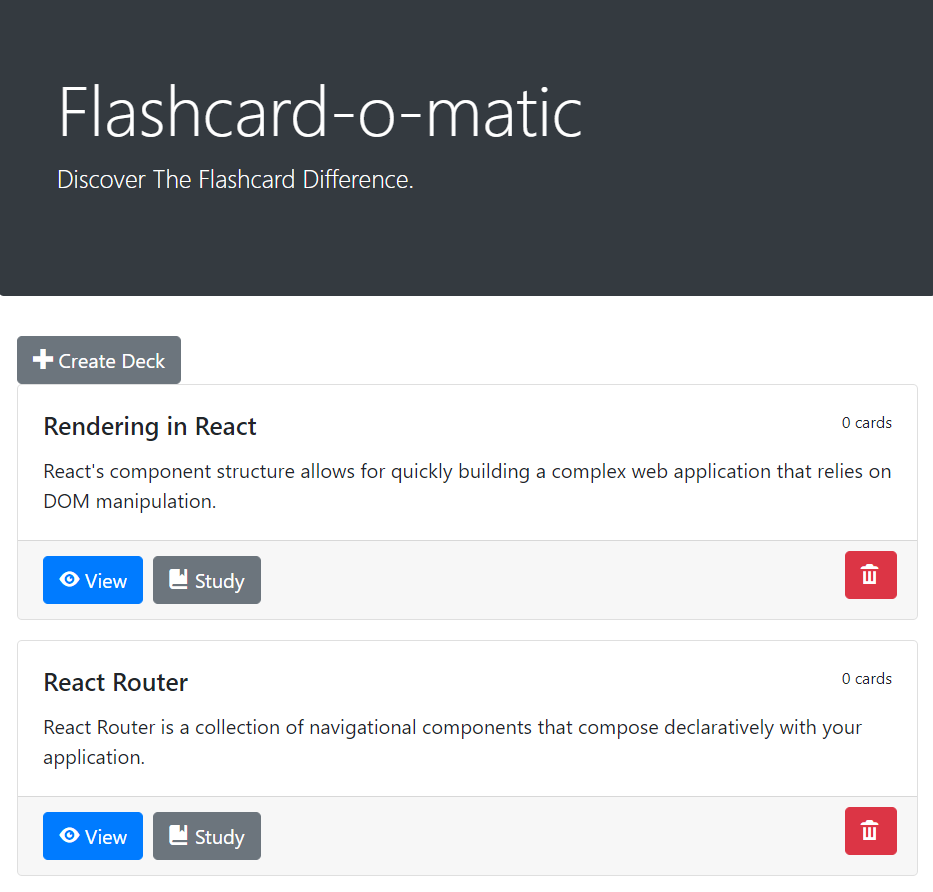 Flashcard-o-matic
Discover The Flashcard Difference.
Create Deck
Rendering in React
0 cards
React's component structure allows for quickly building a complex web application that relies on
DOM manipulation.
View
Study
React Router
0 cards
React Router is a collection of navigational components that compose declaratively with your
application.
View
Study